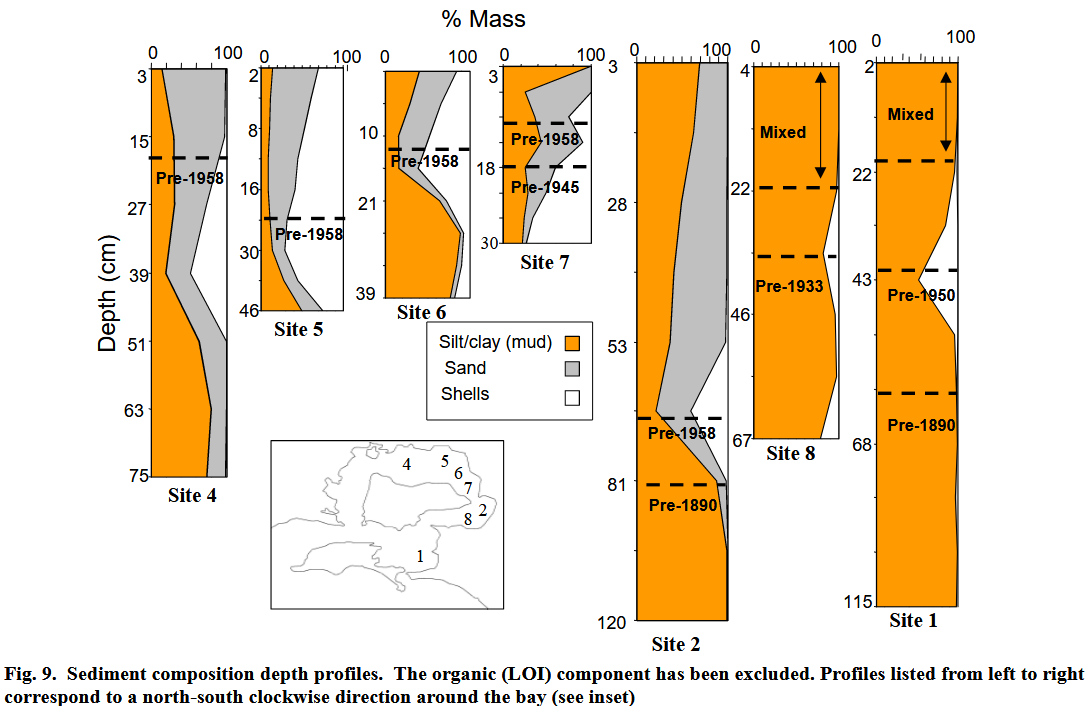 % Mass
0 100
0 100
0 100
0 100
0 100
0 100
0 100
Depth (cm)
3
15
27
39
51
63
75
Pre-1958
Site 4
2
8
16
30
46
Pre-1958
Site 5
10
21
39
Pre-1958
Site 6
3
18
30
Pre-1958
Pre-1945
Site 7
3
28
53
81
120
Pre-1958
Pre-1890
Site 2
4
22
46
67
Mixed
Pre-1933
Site 8
2
22
43
68
115
Mixed
Pre-1950
Pre-1890
Site 1
Silt/clay (mud)
Sand
Shells
4
5
6
7
2
8
1
Fig. 9. Sediment composition depth profiles. The organic (LOI) component has been excluded. Profiles listed from left to right
correspond to a north-south clockwise direction around the bay (see inset)